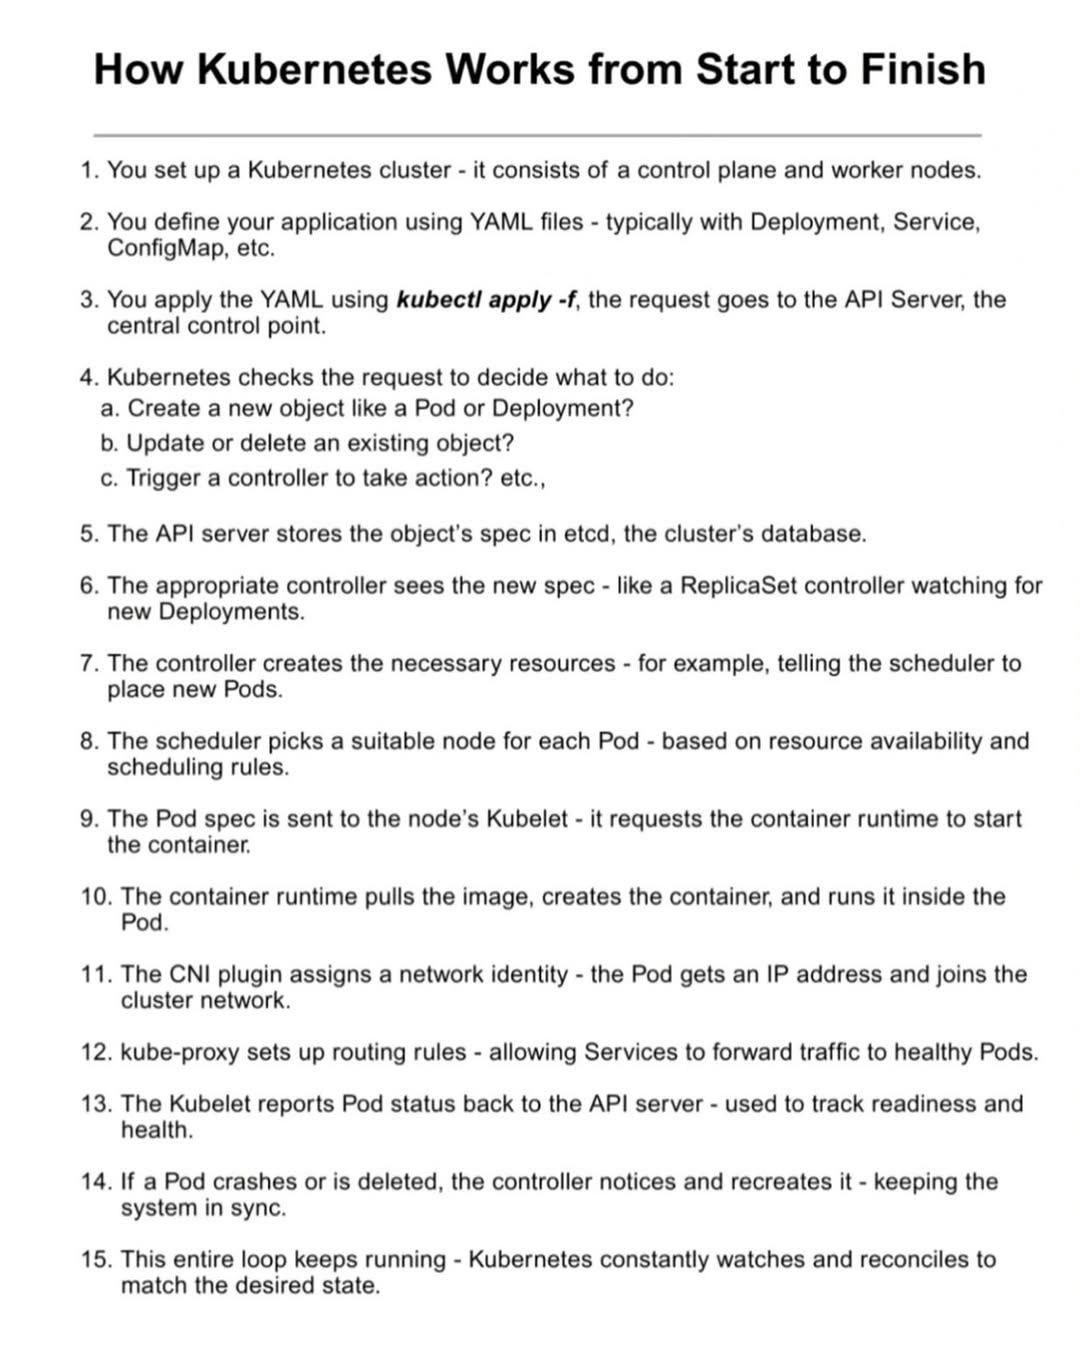 How Kubernetes Works from Start to Finish
1. You set up a Kubernetes cluster - it consists of a control plane and worker nodes.
2. You define your application using YAML files - typically with Deployment, Service,
ConfigMap, etc.
3. You apply the YAML using kubectl apply -f, the request goes to the API Server, the
central control point.
4. Kubernetes checks the request to decide what to do:
a. Create a new object like a Pod or Deployment?
b. Update or delete an existing object?
c. Trigger a controller to take action? etc.,
5. The API server stores the object's spec in etcd, the cluster's database.
6. The appropriate controller sees the new spec - like a ReplicaSet controller watching for
new Deployments.
7. The controller creates the necessary resources - for example, telling the scheduler to
place new Pods.
8. The scheduler picks a suitable node for each Pod - based on resource availability and
scheduling rules.
9. The Pod spec is sent to the node's Kubelet - it requests the container runtime to start
the container.
10. The container runtime pulls the image, creates the container, and runs it inside the
Pod.
11. The CNI plugin assigns a network identity - the Pod gets an IP address and joins the
cluster network.
12. kube-proxy sets up routing rules - allowing Services to forward traffic to healthy Pods.
13. The Kubelet reports Pod status back to the API server - used to track readiness and
health.
14. If a Pod crashes or is deleted, the controller notices and recreates it - keeping the
system in sync.
15. This entire loop keeps running - Kubernetes constantly watches and reconciles to
match the desired state.